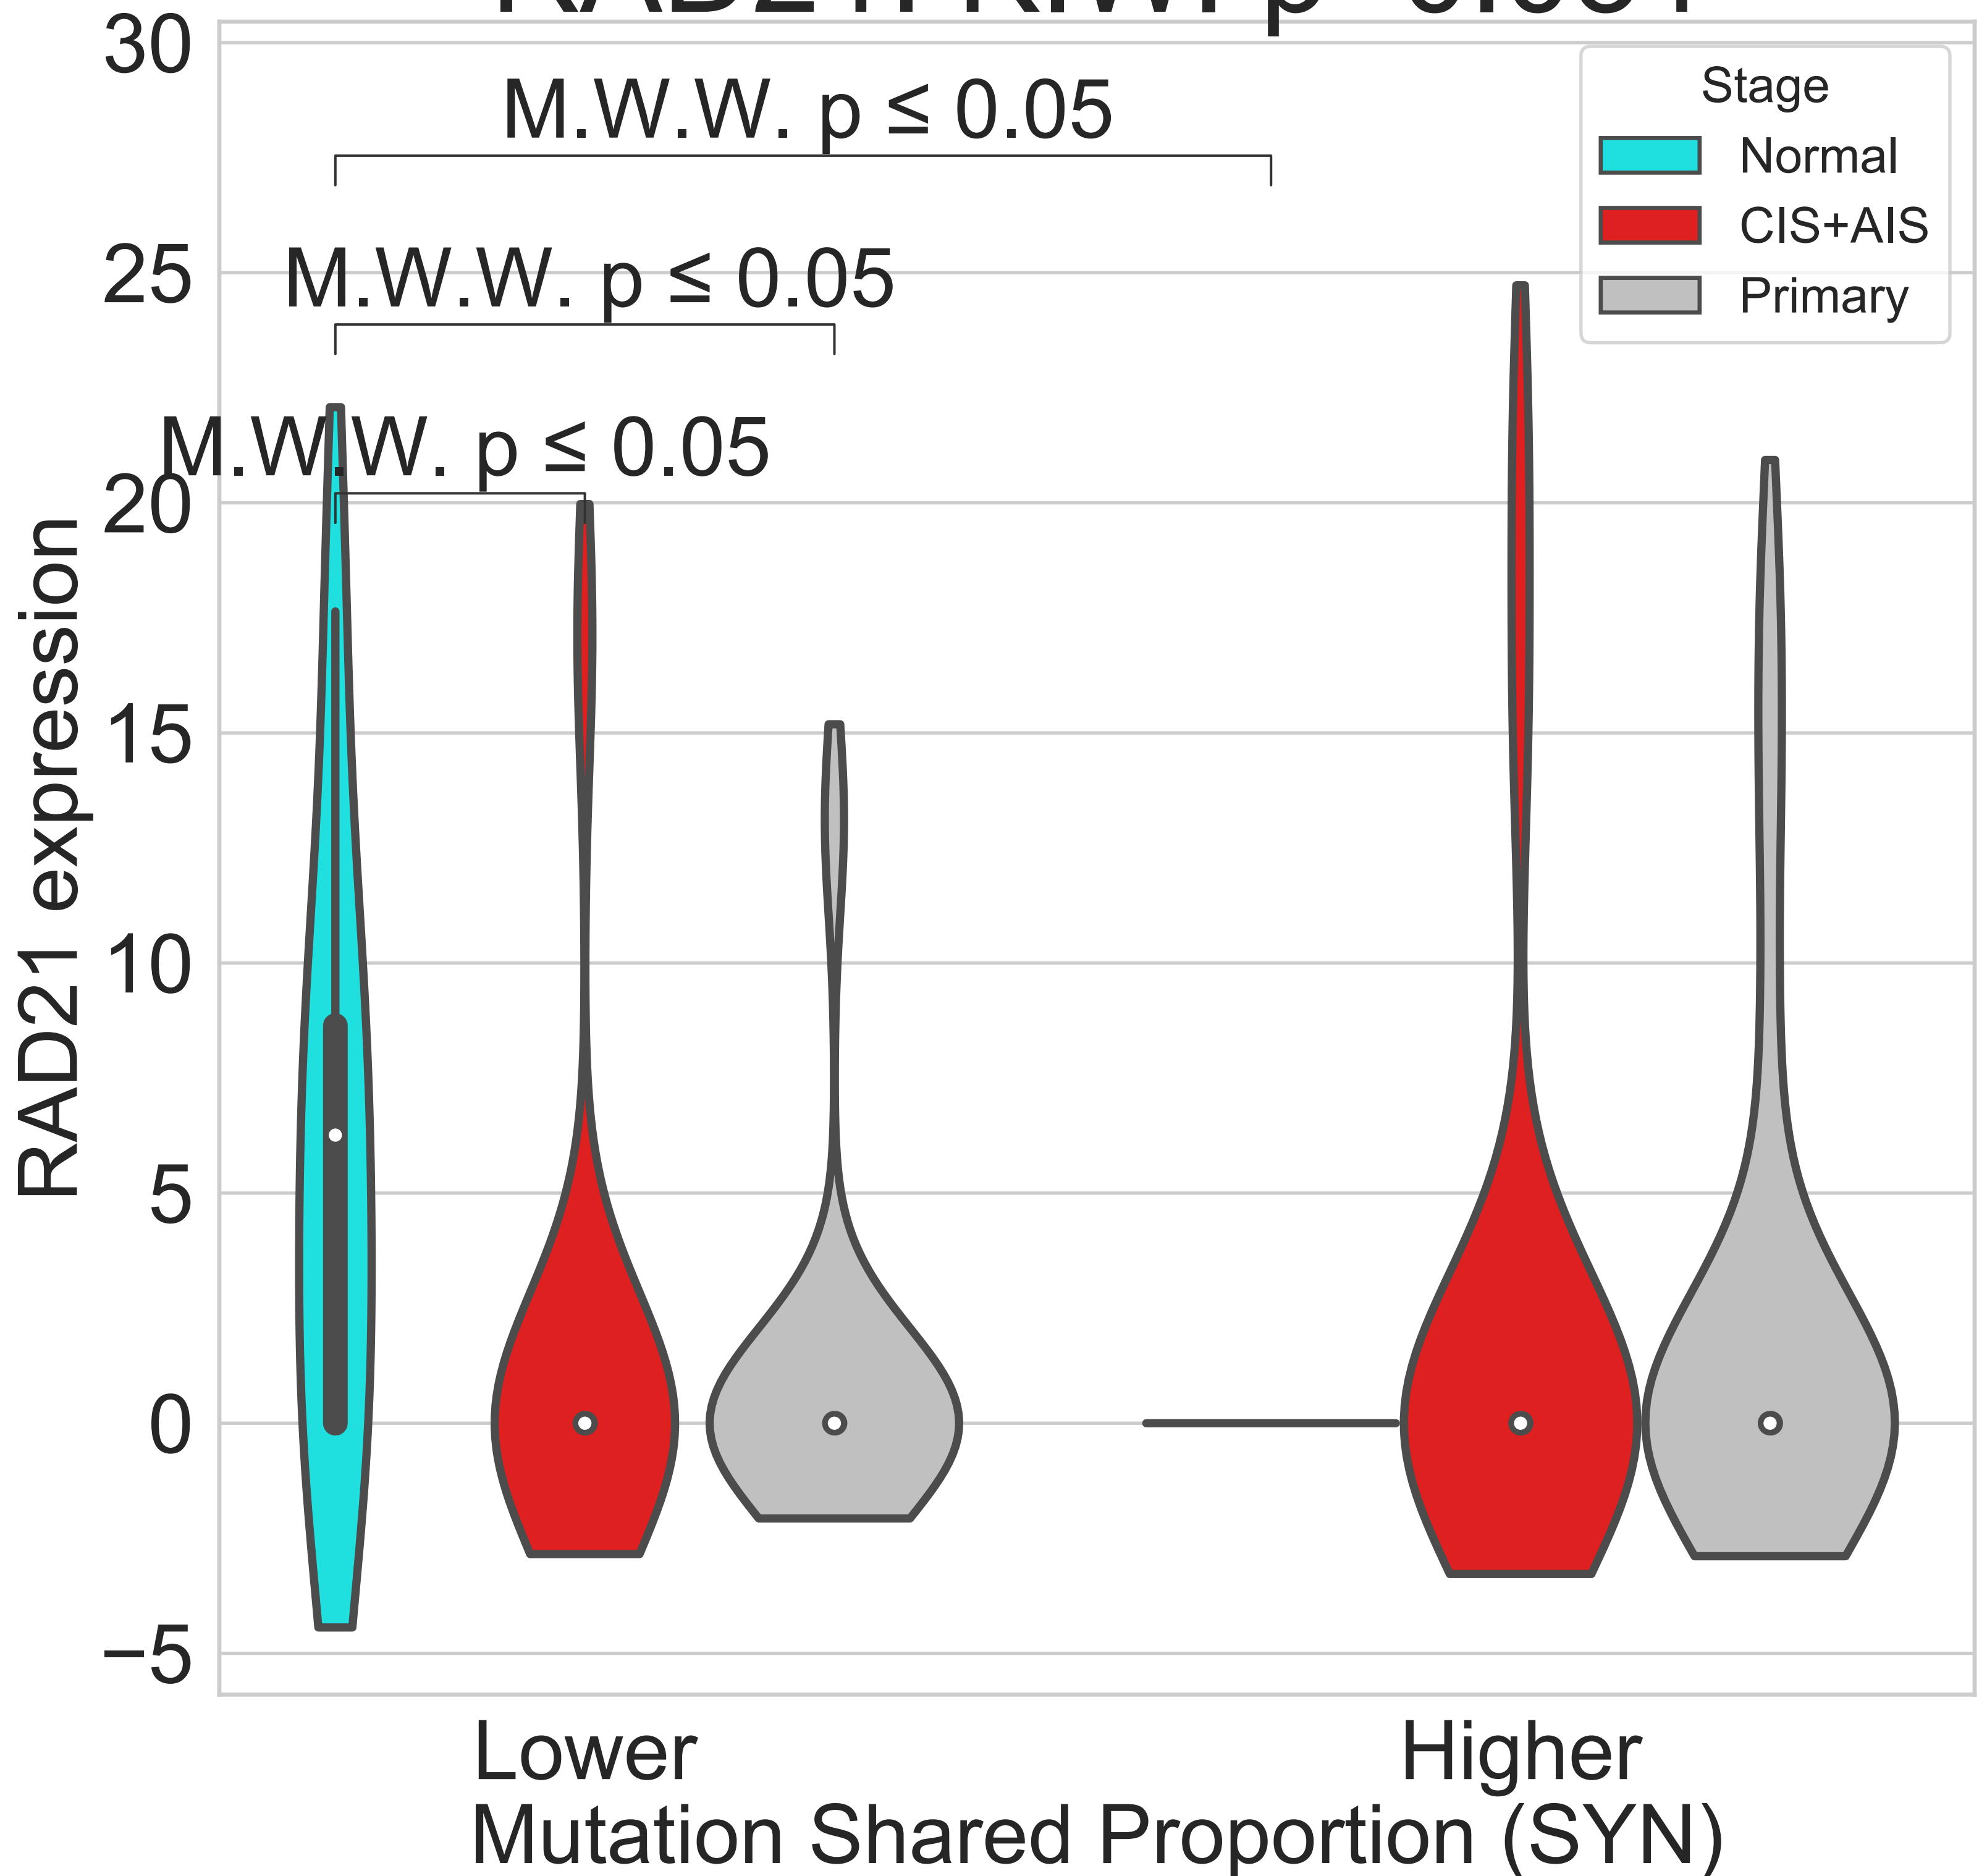 30
M.W.W. p ≤ 0.05
Stage
Normal
CIS+AIS
Primary
25
M.W.W. p ≤ 0.05
M.W.W. p ≤ 0.05
20
15
10
5
0
−5
RAD21 expression
Lower
Higher
Mutation Shared Proportion (SYN)